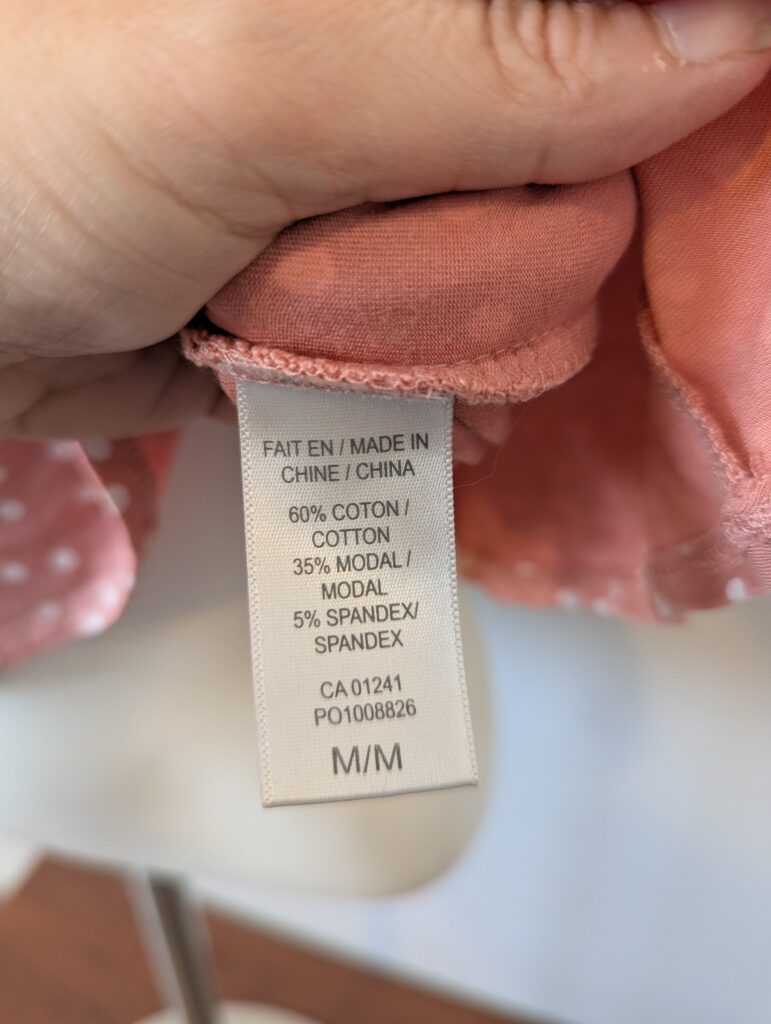 FAIT EN / MADE IN
CHINE / CHINA
60% COTON /
COTTON
35% MODAL /
MODAL
5% SPANDEX/
SPANDEX
CA 01241
PO1008826
M/M